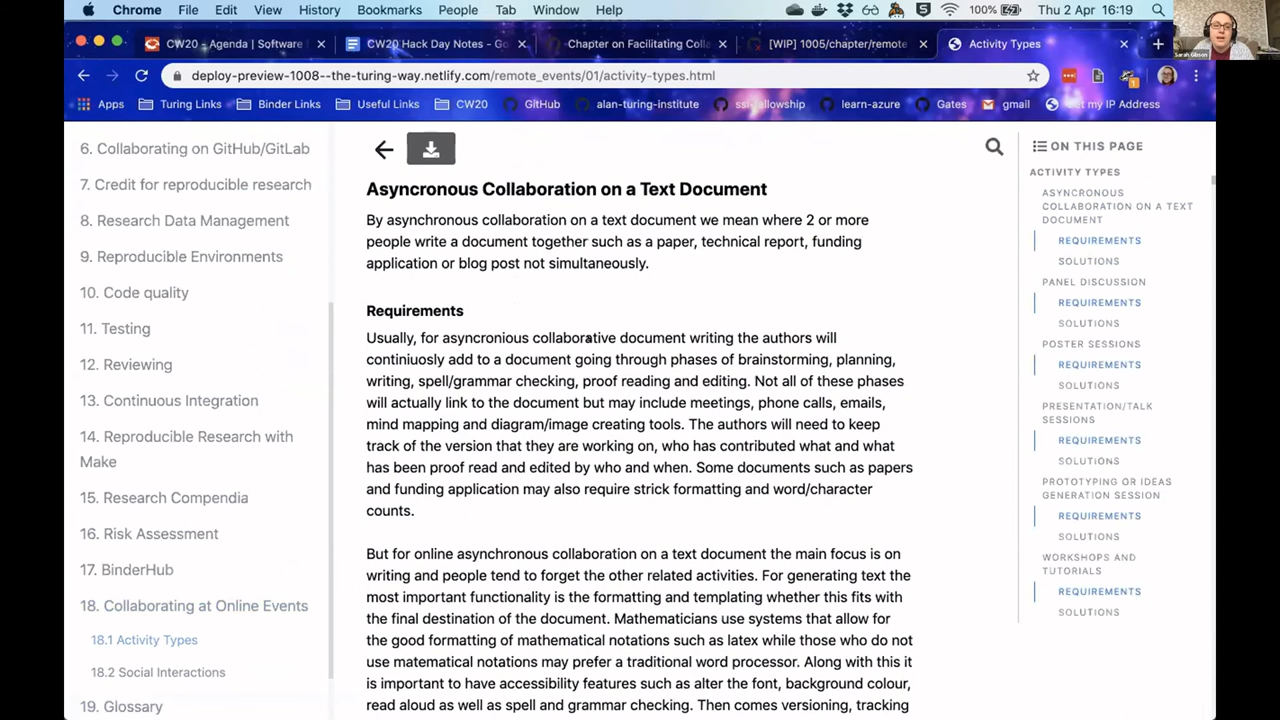 Chrome File Edit View History Bookmarks People Tab Window Help 100% Thu 2 Apr 16:19
Sarah Gibson
CW20 - Agenda | Software
CW20 Hack Day Notes - Go
Chapter on Facilitating Colla
[WIP] 1005/chapter/remote
Activity Types
deploy-preview-1008--the-turing-way.netlify.com/remote_events/01/activity-types.html
Apps Turing Links Binder Links Useful Links CW20 GitHub alan-turing-institute ssi-fellowship learn-azure Gates gmail Get my IP Address
6. Collaborating on GitHub/GitLab
7. Credit for reproducible research
8. Research Data Management
9. Reproducible Environments
10. Code quality
11. Testing
12. Reviewing
13. Continuous Integration
14. Reproducible Research with
Make
15. Research Compendia
16. Risk Assessment
17. BinderHub
18. Collaborating at Online Events
18.1 Activity Types
18.2 Social Interactions
19. Glossary
Asyncronous Collaboration on a Text Document
By asynchronous collaboration on a text document we mean where 2 or more
people write a document together such as a paper, technical report, funding
application or blog post not simultaneously.
Requirements
Usually, for asyncronious collaborative document writing the authors will
continiuosly add to a document going through phases of brainstorming, planning,
writing, spell/grammar checking, proof reading and editing. Not all of these phases
will actually link to the document but may include meetings, phone calls, emails,
mind mapping and diagram/image creating tools. The authors will need to keep
track of the version that they are working on, who has contributed what and what
has been proof read and edited by who and when. Some documents such as papers
and funding application may also require strick formatting and word/character
counts.
But for online asynchronous collaboration on a text document the main focus is on
writing and people tend to forget the other related activities. For generating text the
most important functionality is the formatting and templating whether this fits with
the final destination of the document. Mathematicians use systems that allow for
the good formatting of mathematical notations such as latex while those who do not
use matematical notations may prefer a traditional word processor. Along with this it
is important to have accessibility features such as alter the font, background colour,
read aloud as well as spell and grammar checking. Then comes versioning, tracking
ON THIS PAGE
ACTIVITY TYPES
ASYNCRONOUS
COLLABORATION ON A TEXT
DOCUMENT
REQUIREMENTS
SOLUTIONS
PANEL DISCUSSION
REQUIREMENTS
SOLUTIONS
POSTER SESSIONS
REQUIREMENTS
SOLUTIONS
PRESENTATION/TALK
SESSIONS
REQUIREMENTS
SOLUTIONS
PROTOTYPING OR IDEAS
GENERATION SESSION
REQUIREMENTS
SOLUTIONS
WORKSHOPS AND
TUTORIALS
REQUIREMENTS
SOLUTIONS